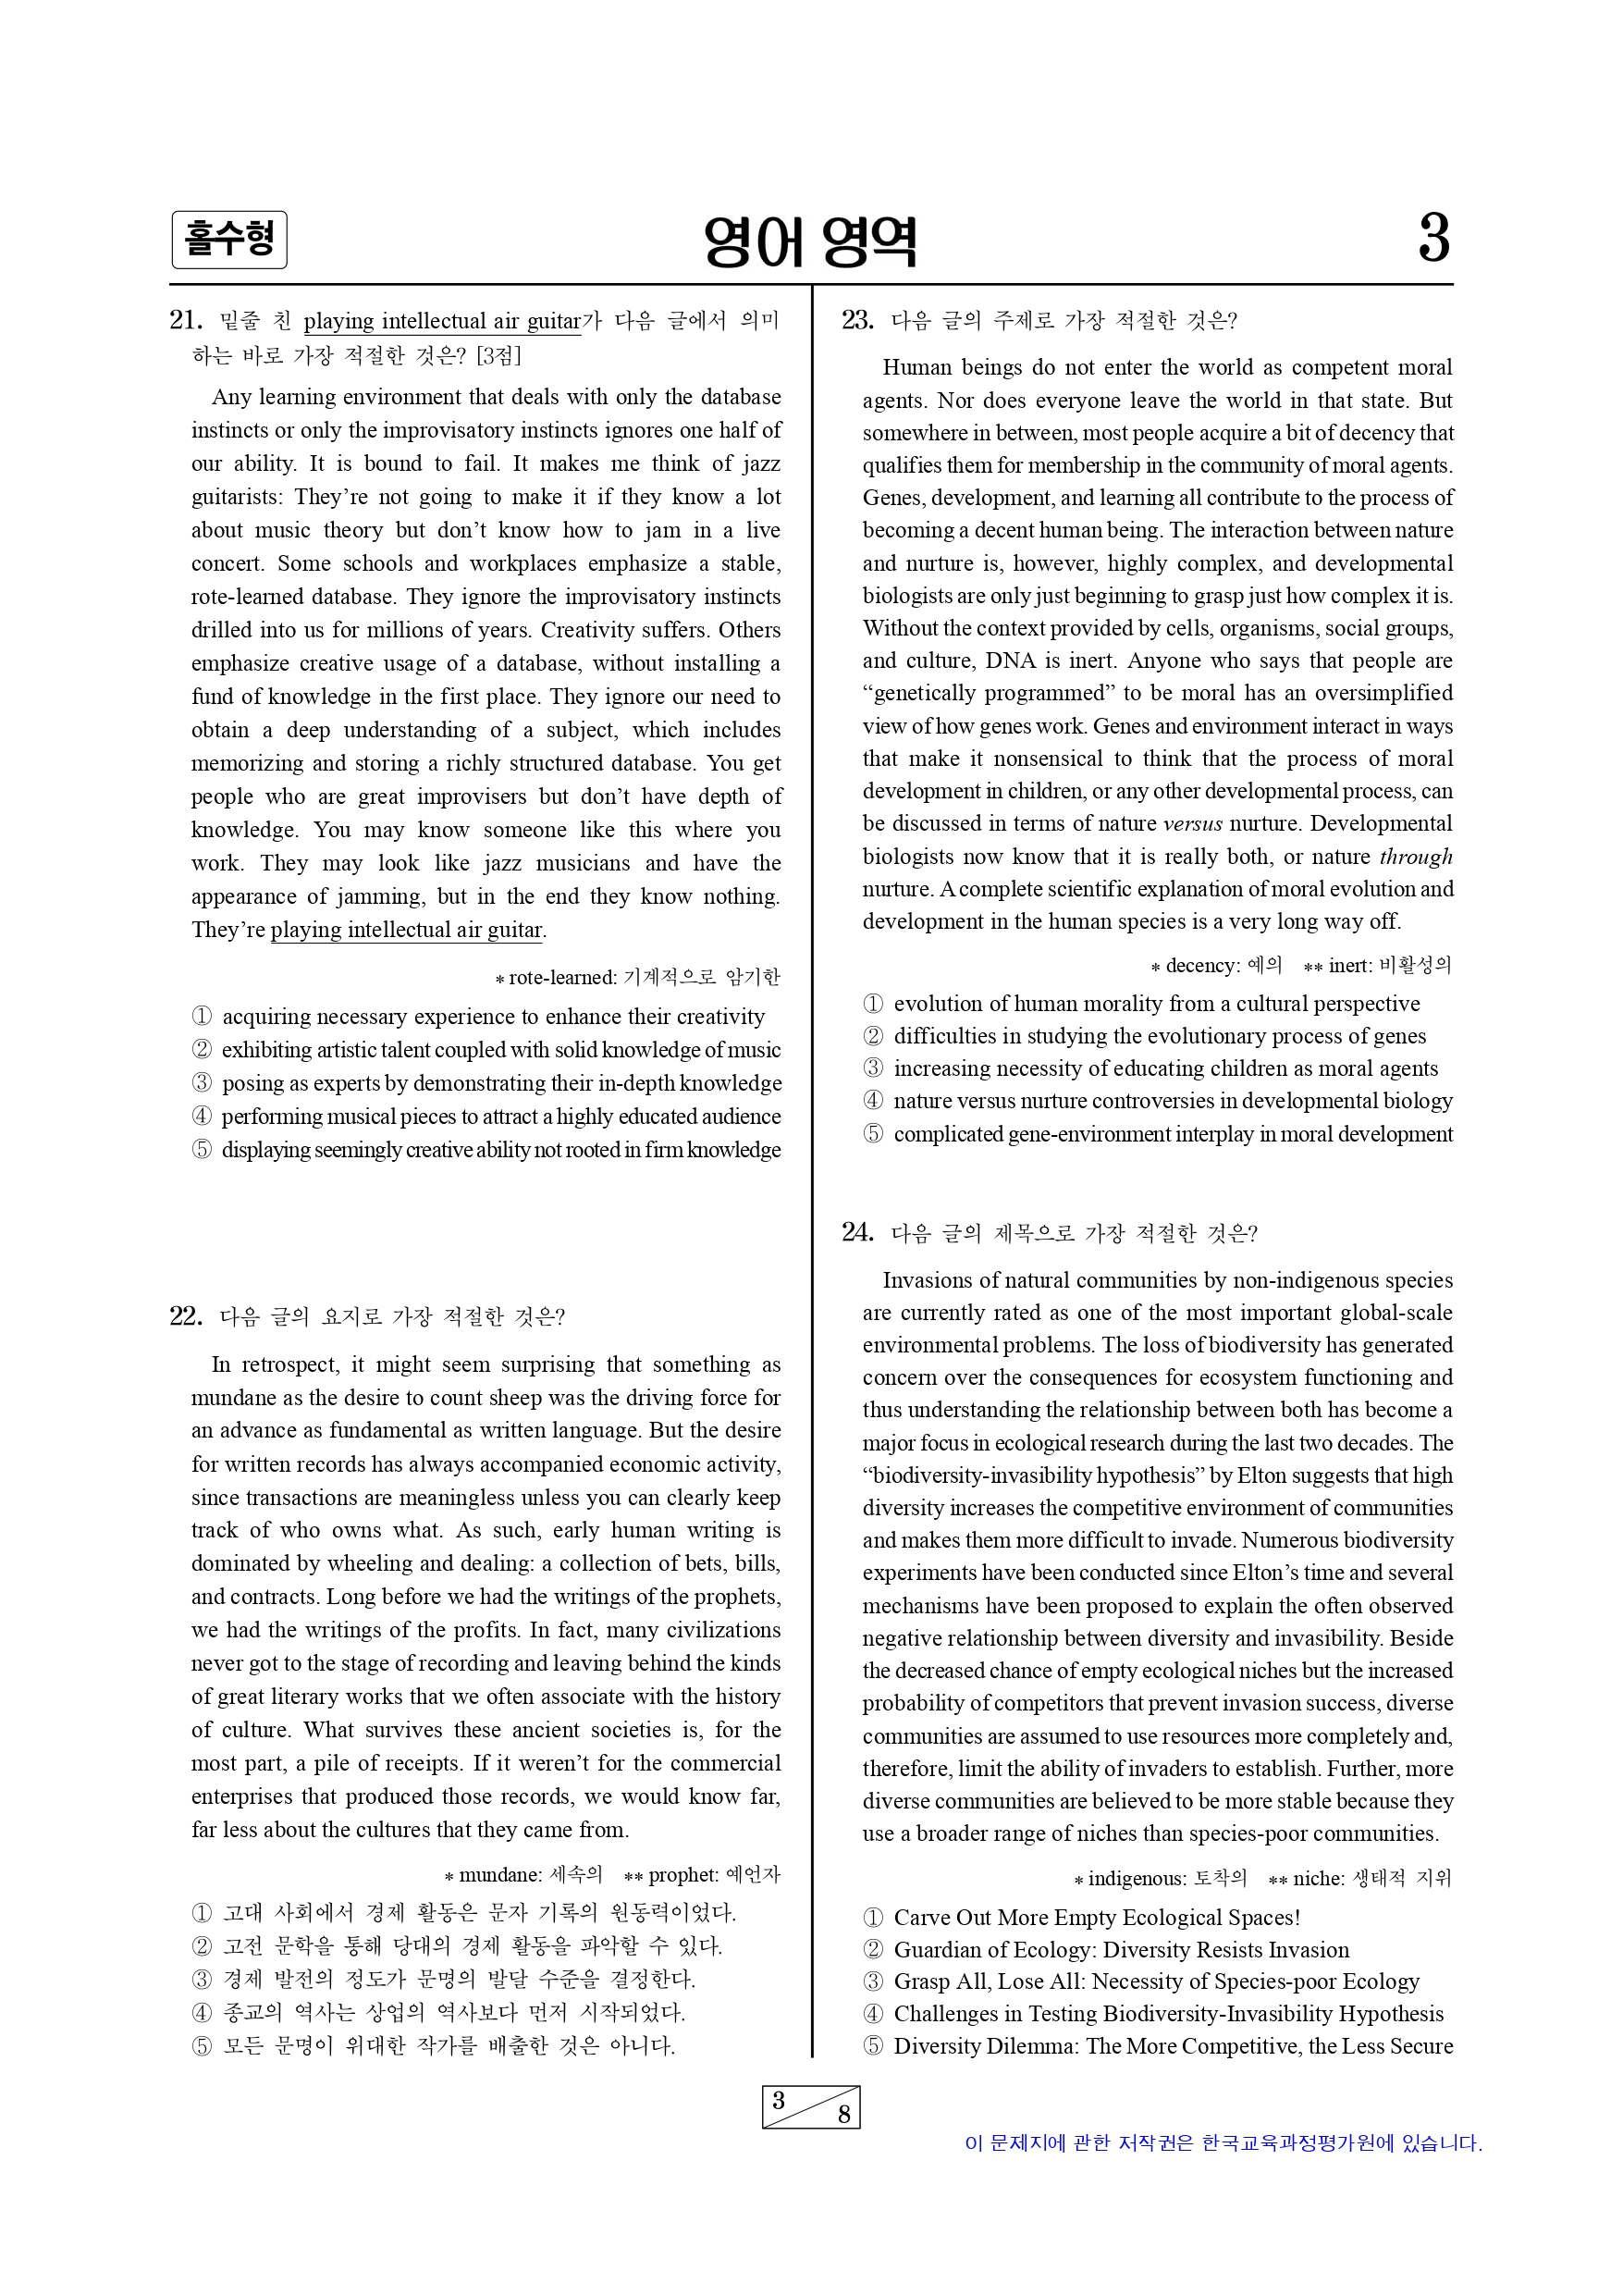 홀수형
영어 영역
3
21. 밑줄 친 playing intellectual air guitar가 다음 글에서 의미
하는 바로 가장 적절한 것은? [3점]
Any learning environment that deals with only the database
instincts or only the improvisatory instincts ignores one half of
our ability. It is bound to fail. It makes me think of jazz
guitarists: They’re not going to make it if they know a lot
about music theory but don’t know how to jam in a live
concert. Some schools and workplaces emphasize a stable,
rote-learned database. They ignore the improvisatory instincts
drilled into us for millions of years. Creativity suffers. Others
emphasize creative usage of a database, without installing a
fund of knowledge in the first place. They ignore our need to
obtain a deep understanding of a subject, which includes
memorizing and storing a richly structured database. You get
people who are great improvisers but don’t have depth of
knowledge. You may know someone like this where you
work. They may look like jazz musicians and have the
appearance of jamming, but in the end they know nothing.
They’re playing intellectual air guitar.
* rote-learned: 기계적으로 암기한
① acquiring necessary experience to enhance their creativity
② exhibiting artistic talent coupled with solid knowledge of music
③ posing as experts by demonstrating their in-depth knowledge
④ performing musical pieces to attract a highly educated audience
⑤ displaying seemingly creative ability not rooted in firm knowledge
22. 다음 글의 요지로 가장 적절한 것은?
In retrospect, it might seem surprising that something as
mundane as the desire to count sheep was the driving force for
an advance as fundamental as written language. But the desire
for written records has always accompanied economic activity,
since transactions are meaningless unless you can clearly keep
track of who owns what. As such, early human writing is
dominated by wheeling and dealing: a collection of bets, bills,
and contracts. Long before we had the writings of the prophets,
we had the writings of the profits. In fact, many civilizations
never got to the stage of recording and leaving behind the kinds
of great literary works that we often associate with the history
of culture. What survives these ancient societies is, for the
most part, a pile of receipts. If it weren’t for the commercial
enterprises that produced those records, we would know far,
far less about the cultures that they came from.
* mundane: 세속의 ** prophet: 예언자
① 고대 사회에서 경제 활동은 문자 기록의 원동력이었다.
② 고전 문학을 통해 당대의 경제 활동을 파악할 수 있다.
③ 경제 발전의 정도가 문명의 발달 수준을 결정한다.
④ 종교의 역사는 상업의 역사보다 먼저 시작되었다.
⑤ 모든 문명이 위대한 작가를 배출한 것은 아니다.
23. 다음 글의 주제로 가장 적절한 것은?
Human beings do not enter the world as competent moral
agents. Nor does everyone leave the world in that state. But
somewhere in between, most people acquire a bit of decency that
qualifies them for membership in the community of moral agents.
Genes, development, and learning all contribute to the process of
becoming a decent human being. The interaction between nature
and nurture is, however, highly complex, and developmental
biologists are only just beginning to grasp just how complex it is.
Without the context provided by cells, organisms, social groups,
and culture, DNA is inert. Anyone who says that people are
“genetically programmed” to be moral has an oversimplified
view of how genes work. Genes and environment interact in ways
that make it nonsensical to think that the process of moral
development in children, or any other developmental process, can
be discussed in terms of nature versus nurture. Developmental
biologists now know that it is really both, or nature through
nurture. A complete scientific explanation of moral evolution and
development in the human species is a very long way off.
* decency: 예의 ** inert: 비활성의
① evolution of human morality from a cultural perspective
② difficulties in studying the evolutionary process of genes
③ increasing necessity of educating children as moral agents
④ nature versus nurture controversies in developmental biology
⑤ complicated gene-environment interplay in moral development
24. 다음 글의 제목으로 가장 적절한 것은?
Invasions of natural communities by non-indigenous species
are currently rated as one of the most important global-scale
environmental problems. The loss of biodiversity has generated
concern over the consequences for ecosystem functioning and
thus understanding the relationship between both has become a
major focus in ecological research during the last two decades. The
“biodiversity-invasibility hypothesis” by Elton suggests that high
diversity increases the competitive environment of communities
and makes them more difficult to invade. Numerous biodiversity
experiments have been conducted since Elton’s time and several
mechanisms have been proposed to explain the often observed
negative relationship between diversity and invasibility. Beside
the decreased chance of empty ecological niches but the increased
probability of competitors that prevent invasion success, diverse
communities are assumed to use resources more completely and,
therefore, limit the ability of invaders to establish. Further, more
diverse communities are believed to be more stable because they
use a broader range of niches than species-poor communities.
* indigenous: 토착의 ** niche: 생태적 지위
① Carve Out More Empty Ecological Spaces!
② Guardian of Ecology: Diversity Resists Invasion
③ Grasp All, Lose All: Necessity of Species-poor Ecology
④ Challenges in Testing Biodiversity-Invasibility Hypothesis
⑤ Diversity Dilemma: The More Competitive, the Less Secure
3
8
이 문제지에 관한 저작권은 한국교육과정평가원에 있습니다.